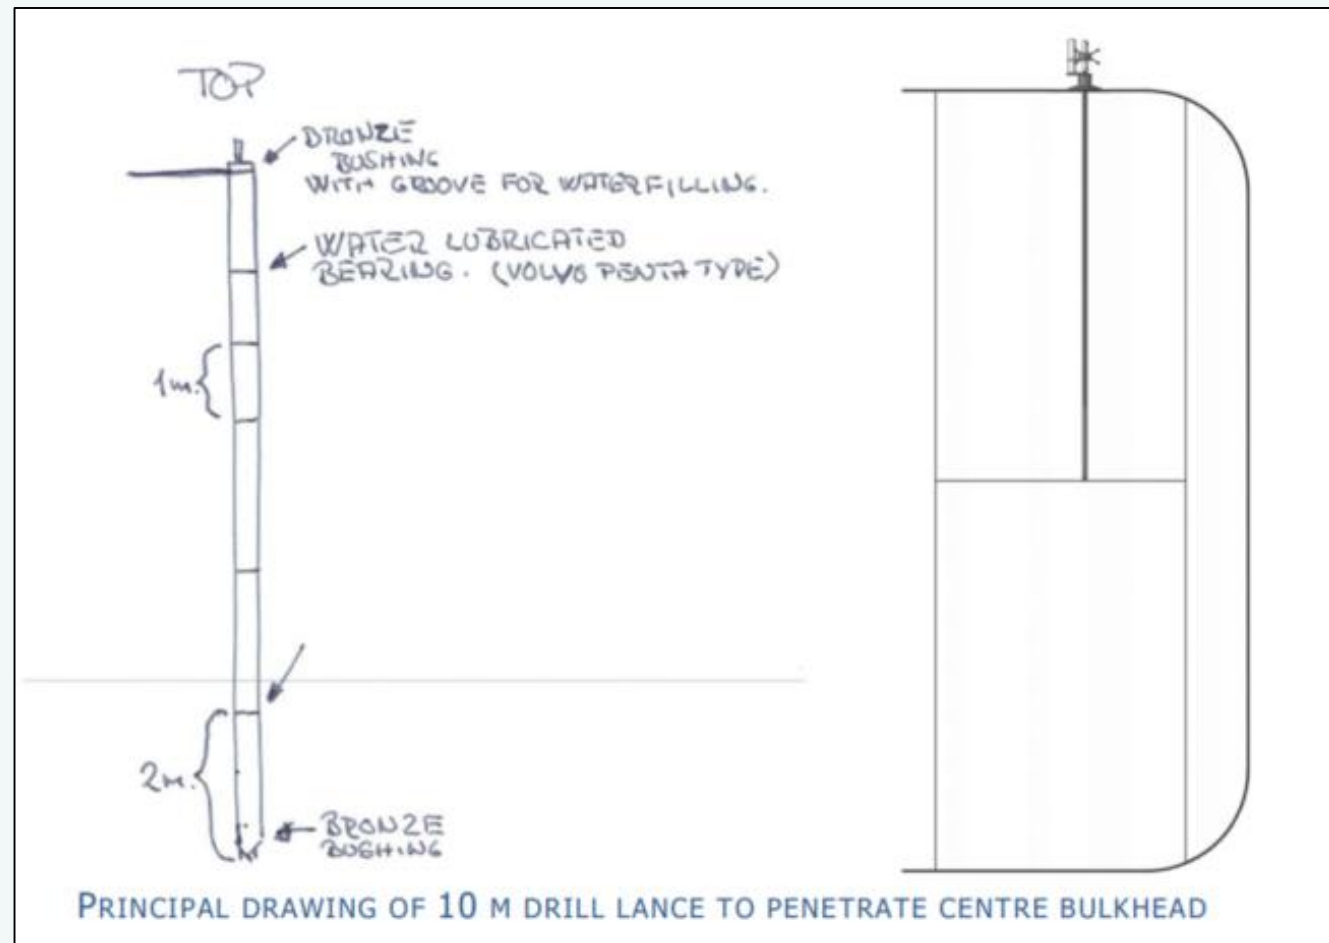 TOP
BRONZE
BUSHING
WITH GROOVE FOR WATERFILLING.
WATER LUBRICATED
BEARING. (VOLVO PENTA TYPE)
1m.
2m.
BRONZE
BUSHING
PRINCIPAL DRAWING OF 10 M DRILL LANCE TO PENETRATE CENTRE BULKHEAD